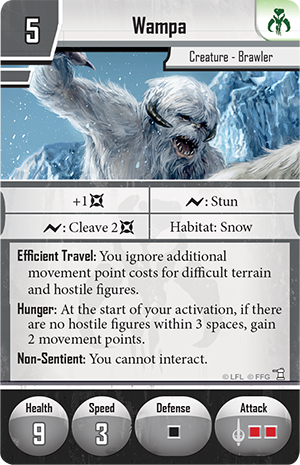 5
Wampa
Creature - Brawler
+1
: Stun
: Cleave 2
Habitat: Snow
Efficient Travel: You ignore additional
movement point costs for difficult terrain
and hostile figures.
Hunger: At the start of your activation, if there
are no hostile figures within 3 spaces, gain
2 movement points.
Non-Sentient: You cannot interact.
© LFL © FFG
Health
Speed
Defense
Attack
9
3